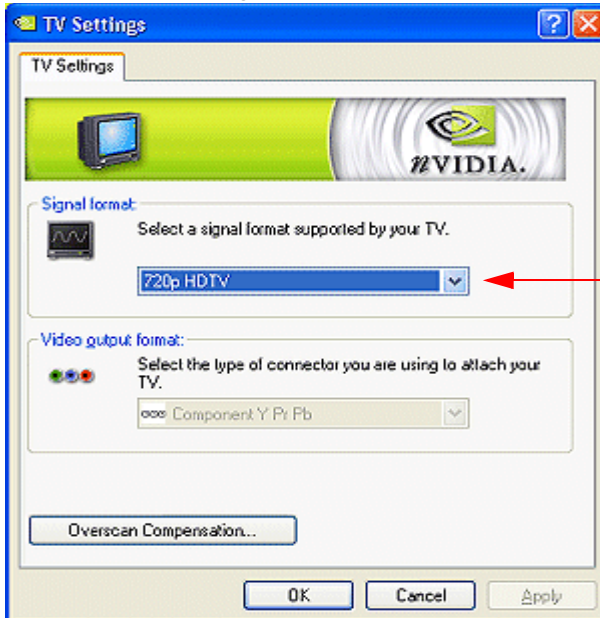 TV Settings
TV Settings
nVIDIA.
Signal format:
Select a signal format supported by your TV.
720p HDTV
Video output format:
Select the type of connector you are using to attach your
TV.
Component Y Pr Pb
Overscan Compensation...
OK Cancel Apply